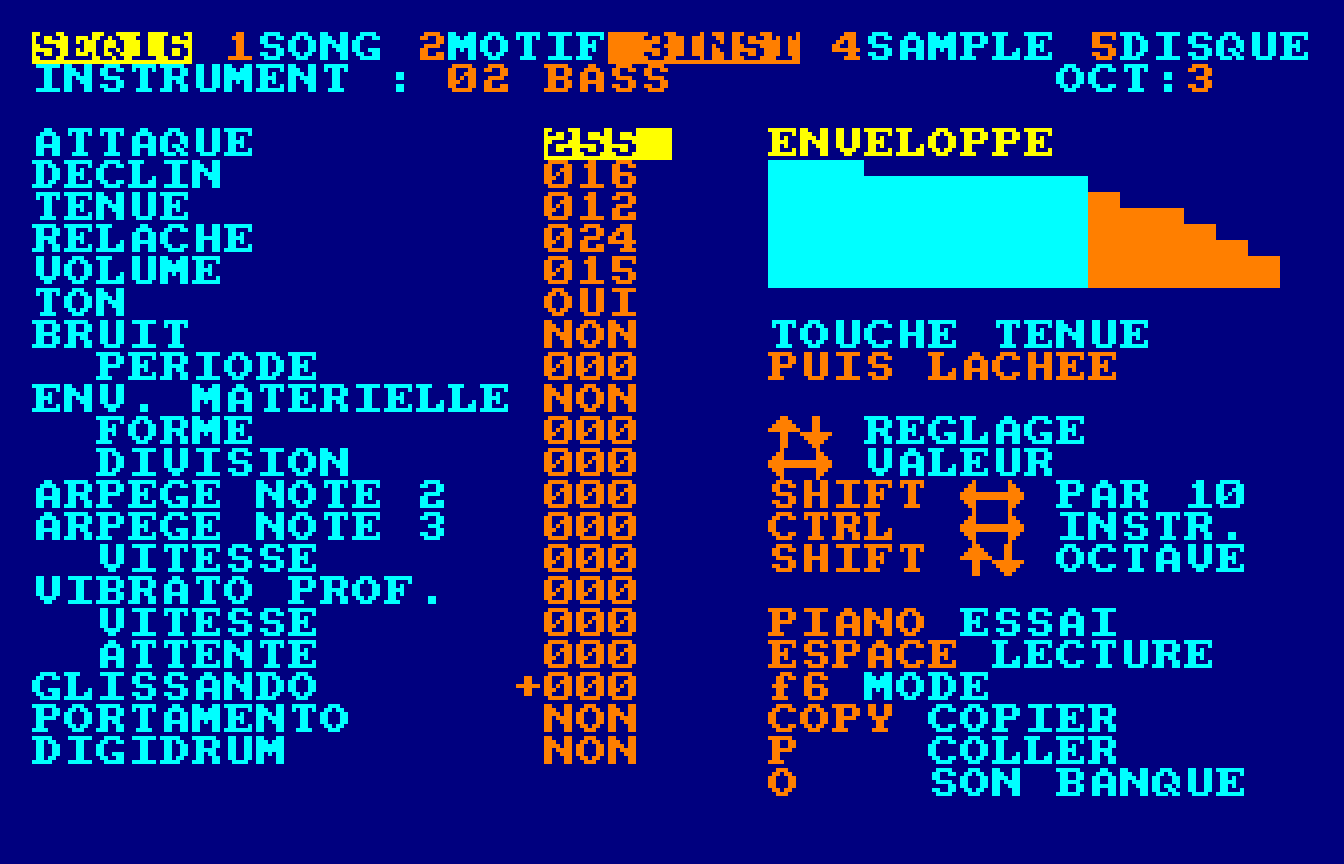 SEQ16 1SONG 2MOTIF 3INST 4SAMPLE 5DISQUE
INSTRUMENT : 02 BASS OCT:3
ATTAQUE 255
DECLIN 016
TENUE 012
RELACHE 024
VOLUME 015
TON OUI
BRUIT NON
PERIODE 000
ENV. MATERIELLE NON
FORME 000
DIVISION 000
ARPEGE NOTE 2 000
ARPEGE NOTE 3 000
VITESSE 000
VIBRATO PROF. 000
VITESSE 000
ATTENTE 000
GLISSANDO +000
PORTAMENTO NON
DIGIDRUM NON
ENVELOPPE
TOUCHE TENUE
PUIS LACHEE
↑↓ REGLAGE
↔ VALEUR
SHIFT ↔ PAR 10
CTRL ↔ INSTR.
SHIFT ↑↓ OCTAVE
PIANO ESSAI
ESPACE LECTURE
f6 MODE
COPY COPIER
P COLLER
O SON BANQUE